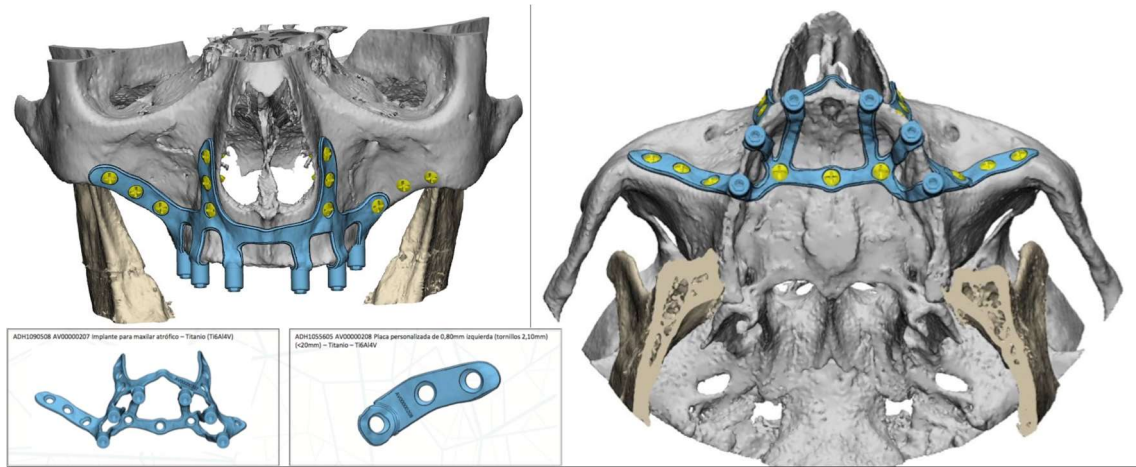 ADH1090508 AV00000207 Implante para maxilar atrófico – Titanio (Ti6Al4V)
ADH1055605 AV00000208 Placa personalizada de 0,80mm izquierda (tornillos 2,10mm)
(<20mm) – Titanio – Ti6Al4V
AV00000208